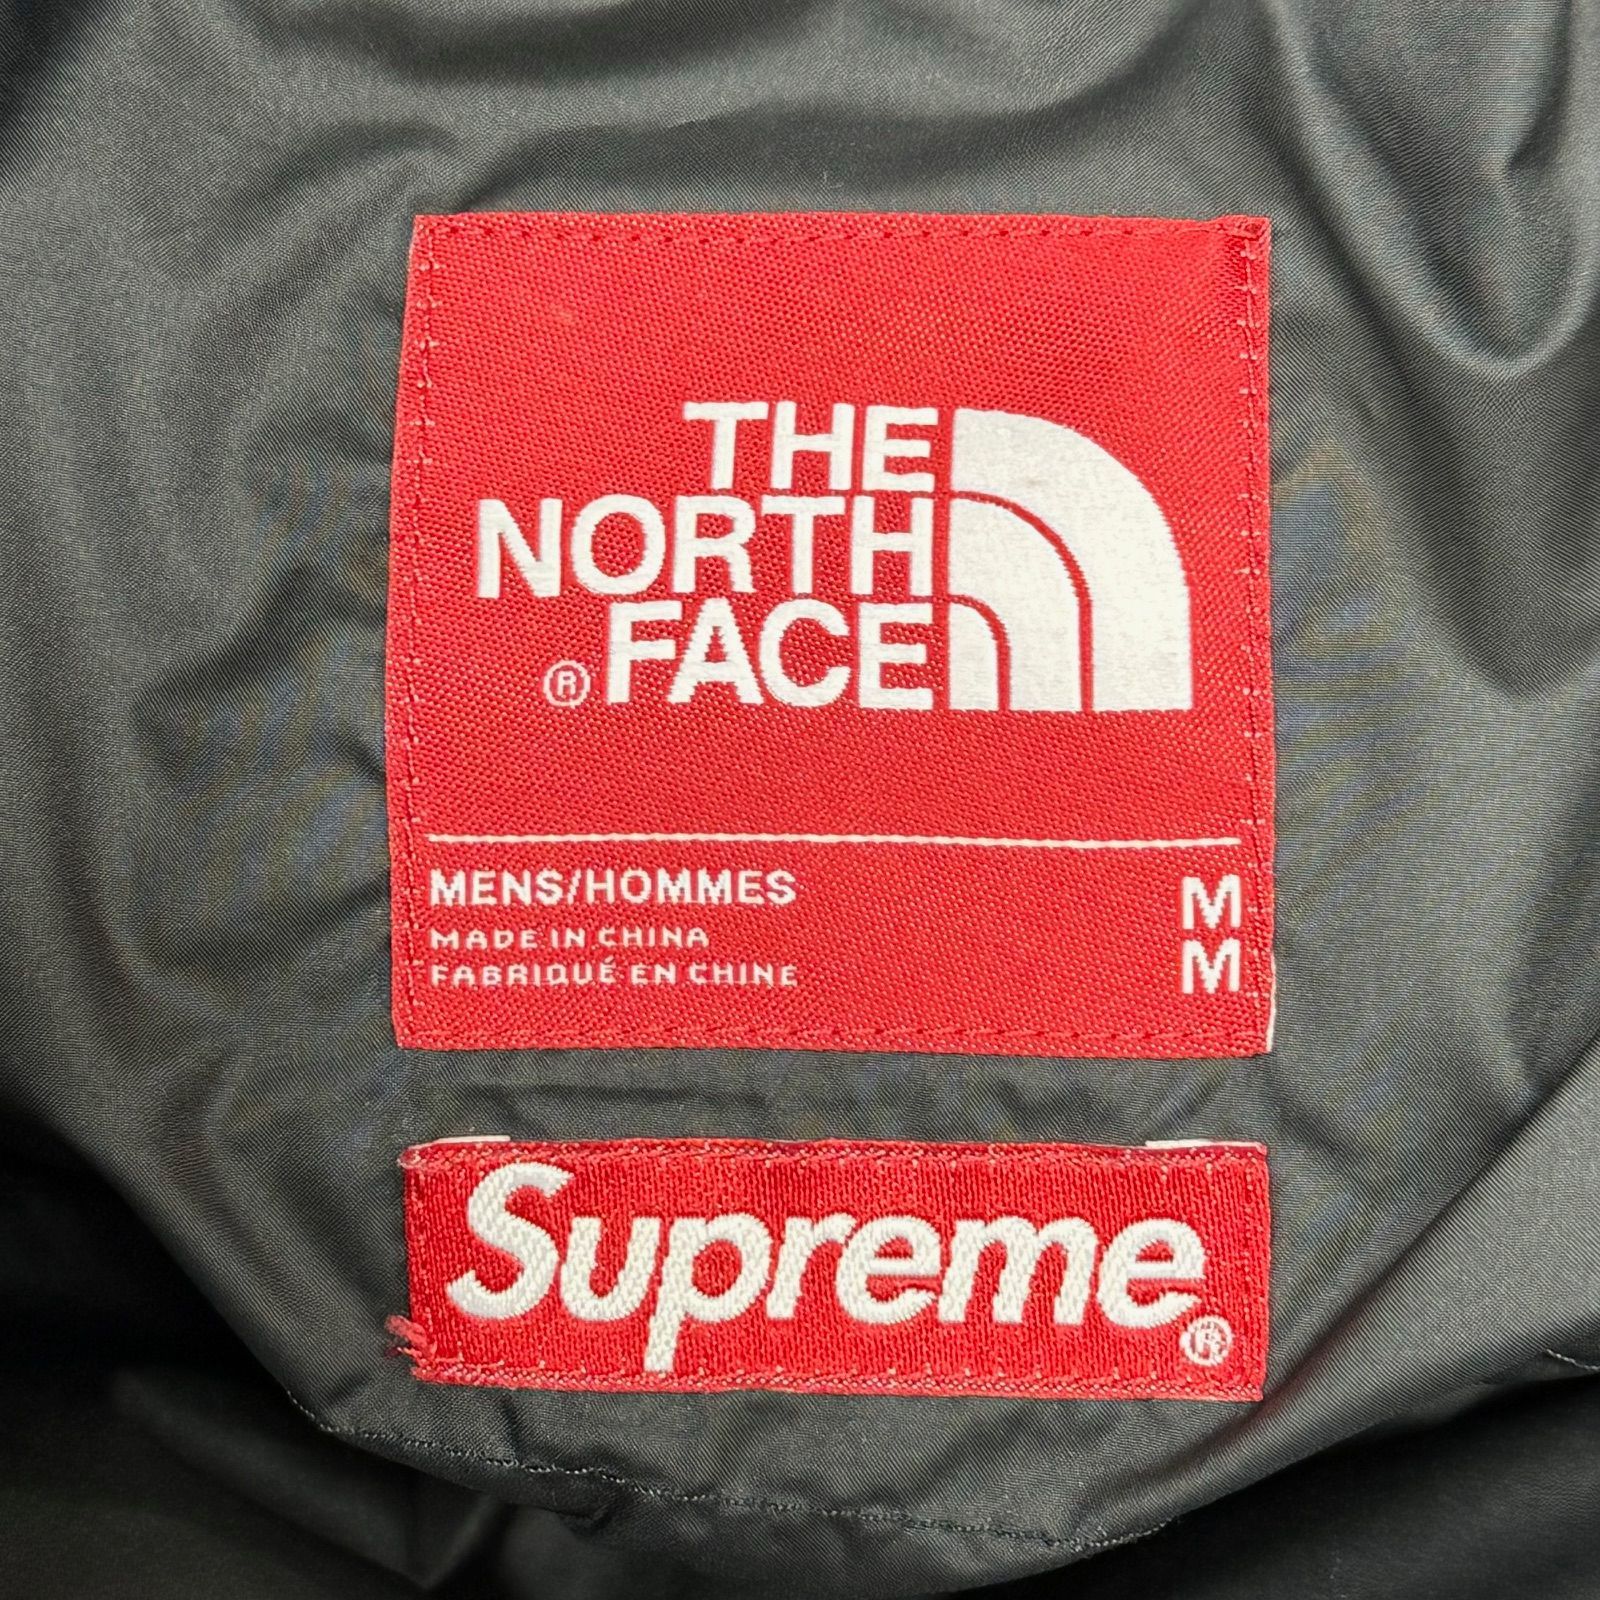 THE
NORTH
® FACE
MENS/HOMMES M
MADE IN CHINA
FABRIQUÉ EN CHINE M
Supreme®